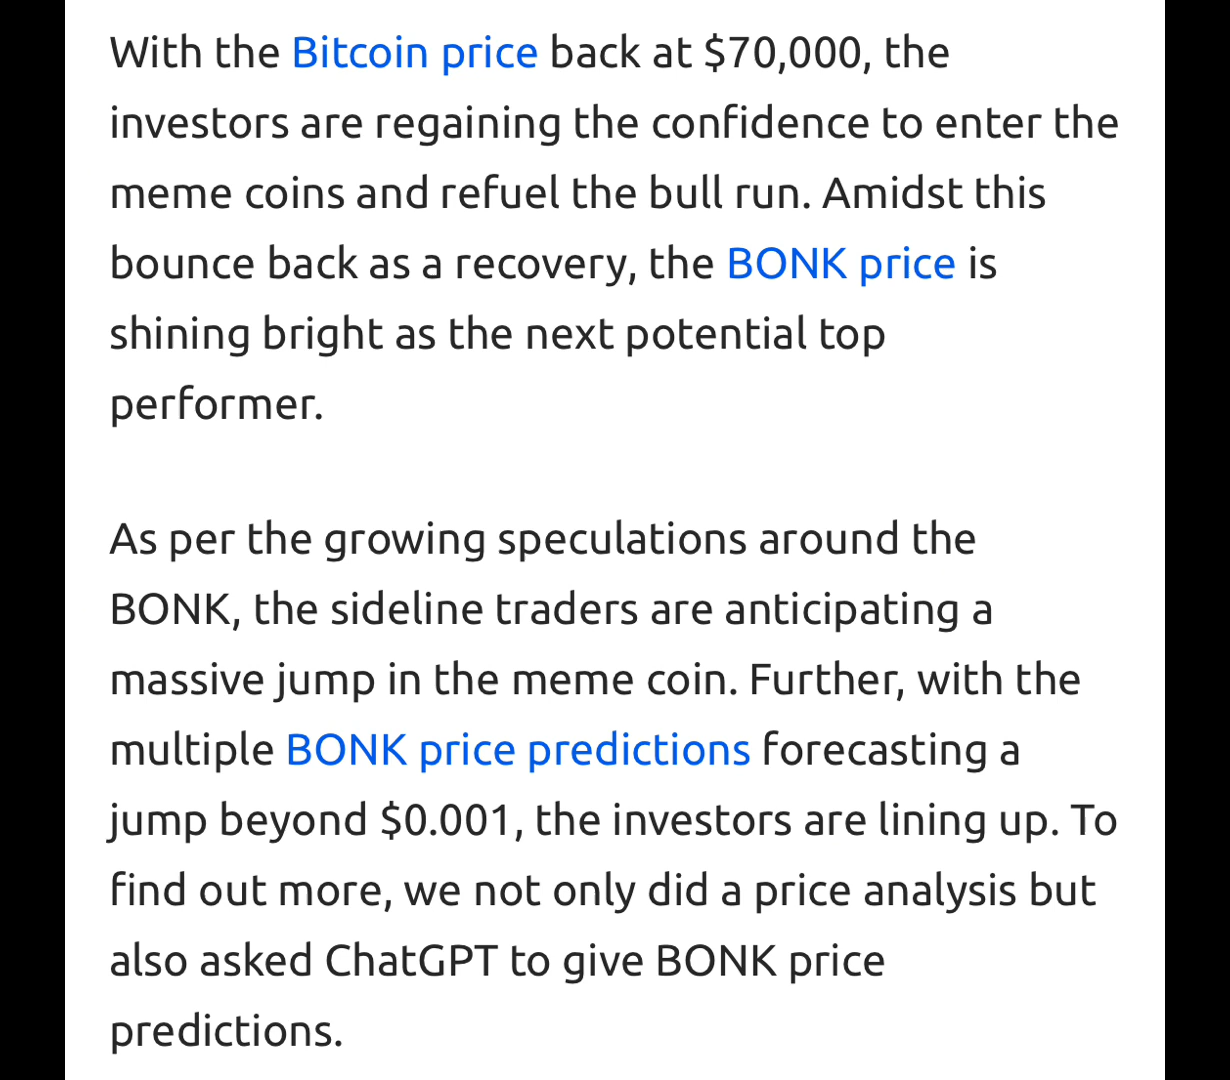 With the Bitcoin price back at $70,000, the
investors are regaining the confidence to enter the
meme coins and refuel the bull run. Amidst this
bounce back as a recovery, the BONK price is
shining bright as the next potential top
performer.
As per the growing speculations around the
BONK, the sideline traders are anticipating a
massive jump in the meme coin. Further, with the
multiple BONK price predictions forecasting a
jump beyond $0.001, the investors are lining up. To
find out more, we not only did a price analysis but
also asked ChatGPT to give BONK price
predictions.